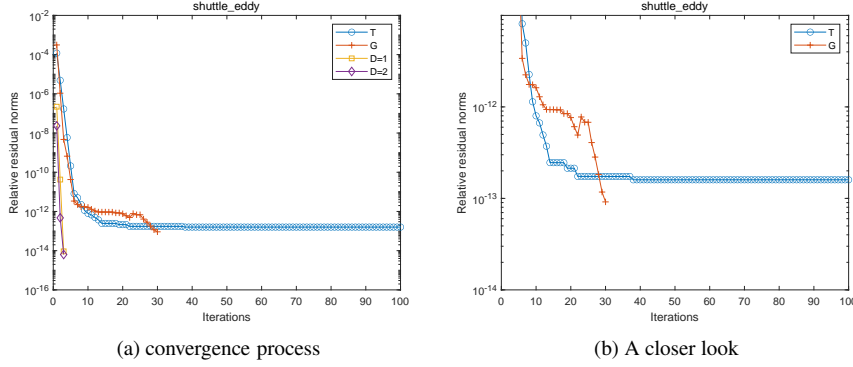 shuttle_eddy
Relative residual norms
10^-2
10^-4
10^-6
10^-8
10^-10
10^-12
10^-14
10^-16
0 10 20 30 40 50 60 70 80 90 100
Iterations
T
G
D=1
D=2
(a) convergence process
shuttle_eddy
Relative residual norms
10^-12
10^-13
10^-14
0 10 20 30 40 50 60 70 80 90 100
Iterations
T
G
(b) A closer look